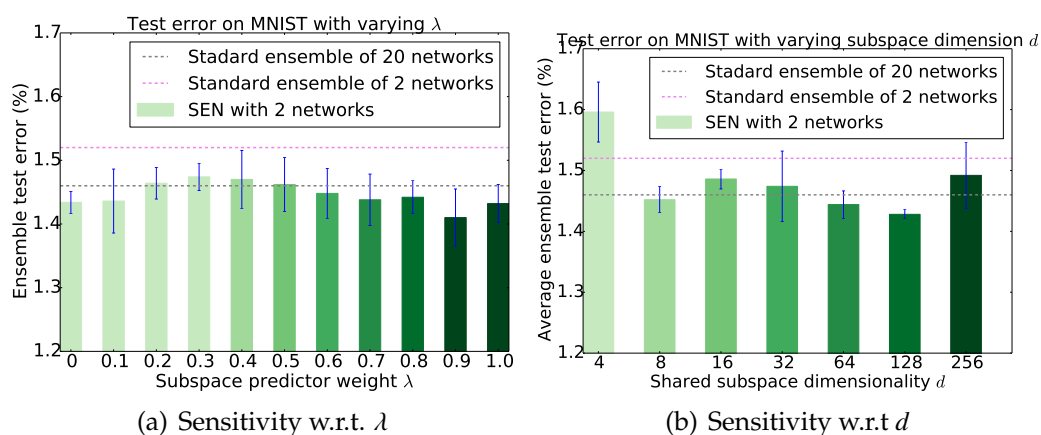 Test error on MNIST with varying λ
1.7
1.6
1.5
1.4
1.3
1.2
Ensemble test error (%)
Stadard ensemble of 20 networks
Standard ensemble of 2 networks
SEN with 2 networks
0 0.1 0.2 0.3 0.4 0.5 0.6 0.7 0.8 0.9 1.0
Subspace predictor weight λ
(a) Sensitivity w.r.t. λ
Test error on MNIST with varying subspace dimension d
1.7
1.6
1.5
1.4
1.3
1.2
Average ensemble test error (%)
Stadard ensemble of 20 networks
Standard ensemble of 2 networks
SEN with 2 networks
4 8 16 32 64 128 256
Shared subspace dimensionality d
(b) Sensitivity w.r.t d